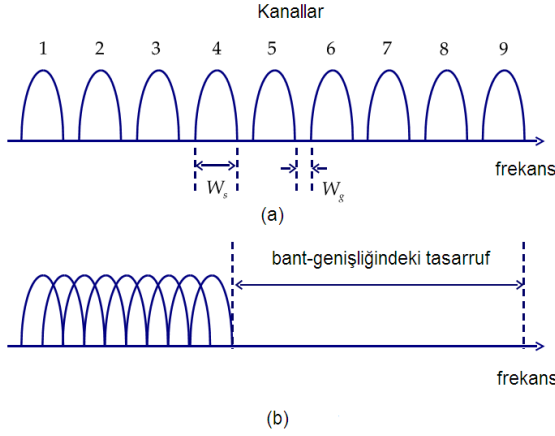 Kanallar
1 2 3 4 5 6 7 8 9
frekans
W_s W_g
(a)
bant-genişliğindeki tasarruf
frekans
(b)